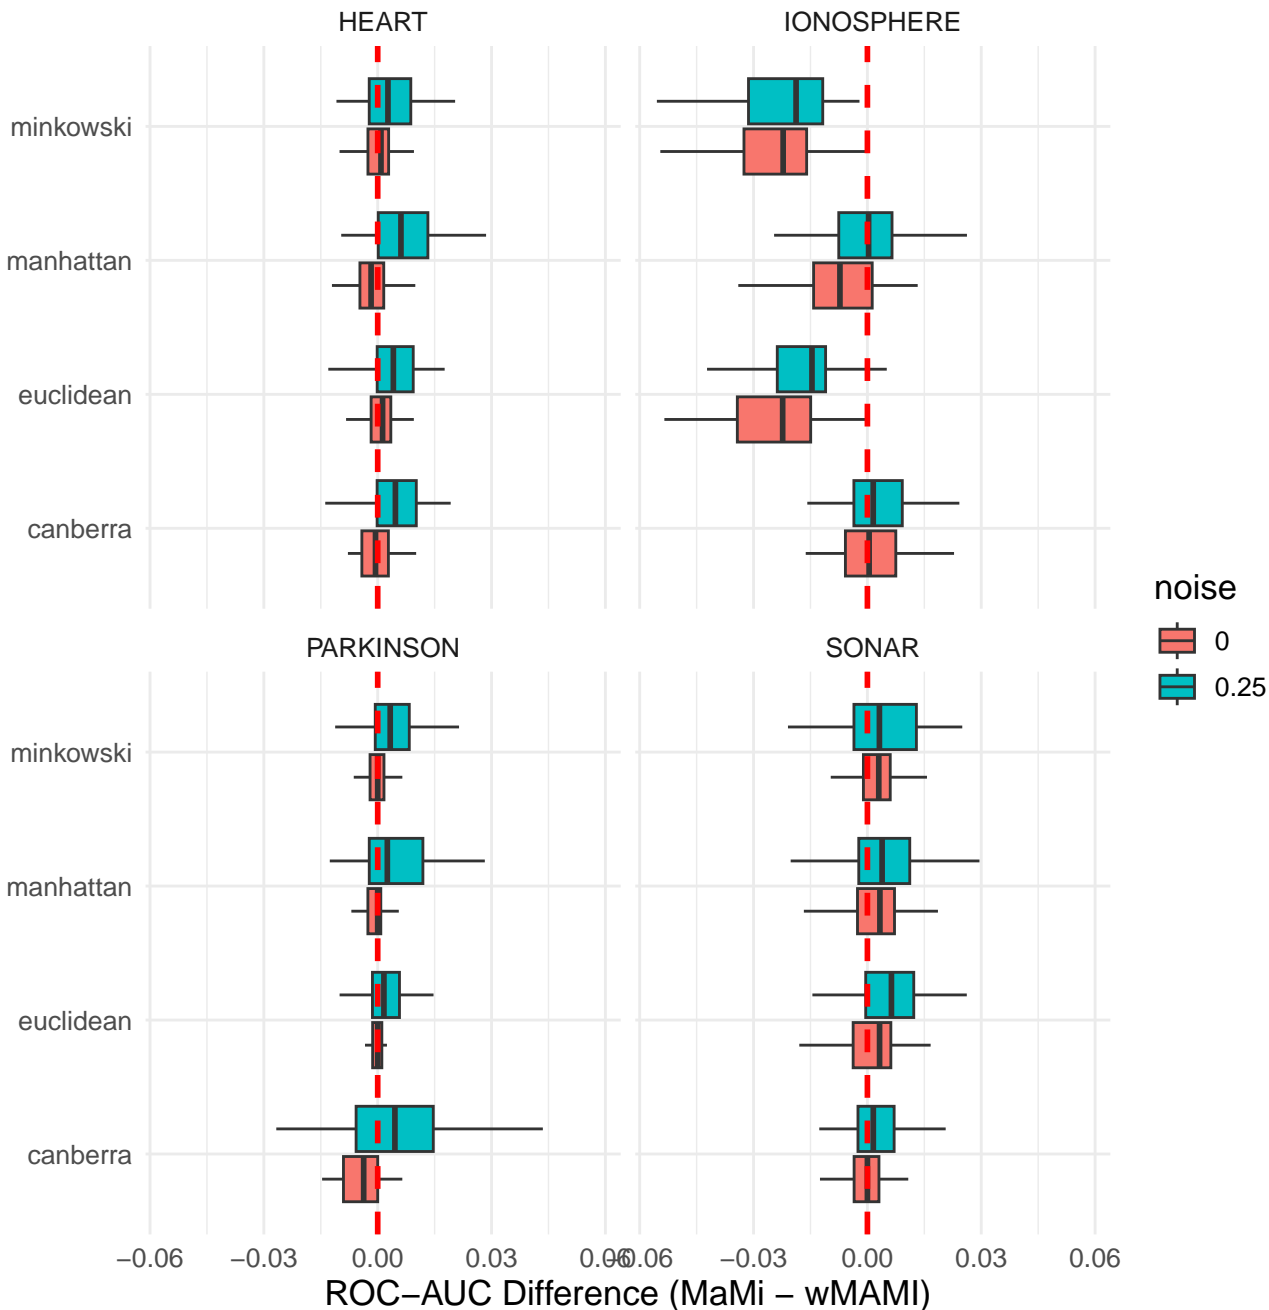 HEART
IONOSPHERE
minkowski
manhattan
euclidean
canberra
PARKINSON
SONAR
minkowski
manhattan
euclidean
canberra
noise
0
0.25
−0.06 −0.03 0.00 0.03 0.06
−0.06 −0.03 0.00 0.03 0.06
ROC−AUC Difference (MaMi − wMAMI)